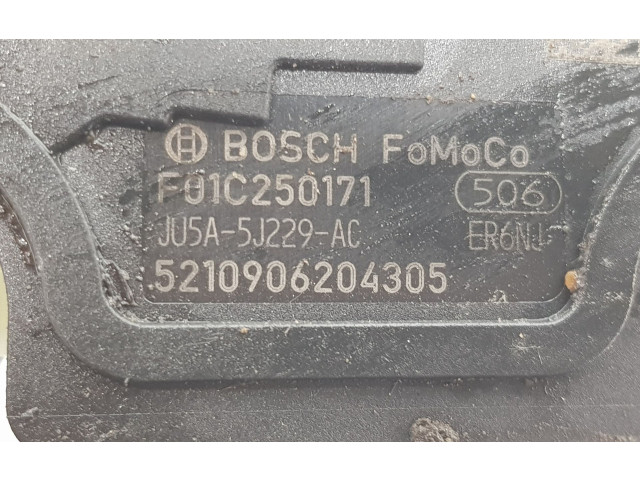 BOSCH FoMoCo
F01C250171 506
JU5A-5J229-AC ER6NJ
5210906204305